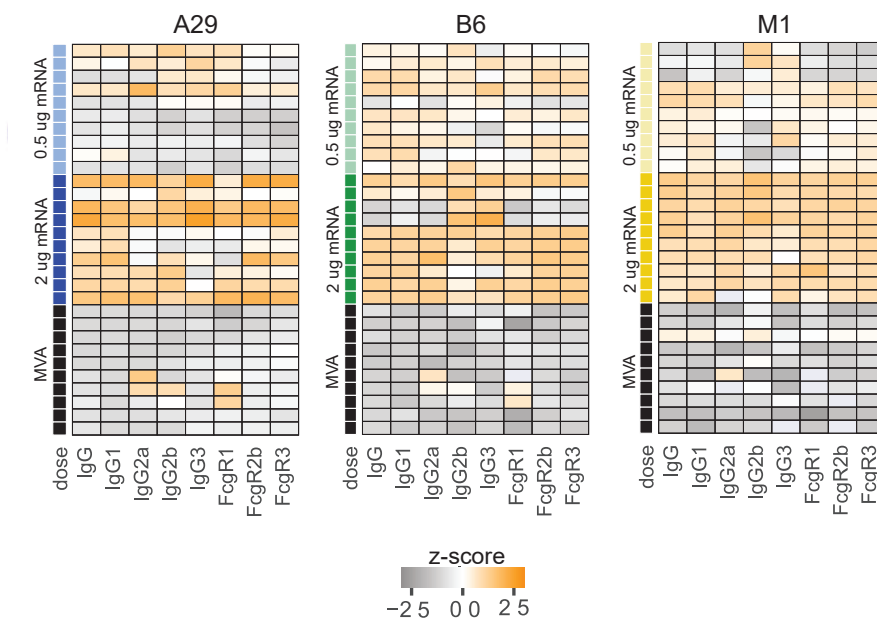 A29 B6 M1
0.5 ug mRNA 0.5 ug mRNA 0.5 ug mRNA
2 ug mRNA 2 ug mRNA 2 ug mRNA
MVA MVA MVA
dose IgG IgG1 IgG2a IgG2b IgG3 FcgR1 FcgR2b FcgR3
dose IgG IgG1 IgG2a IgG2b IgG3 FcgR1 FcgR2b FcgR3
dose IgG IgG1 IgG2a IgG2b IgG3 FcgR1 FcgR2b FcgR3
z-score
−2 5 0 0 2 5